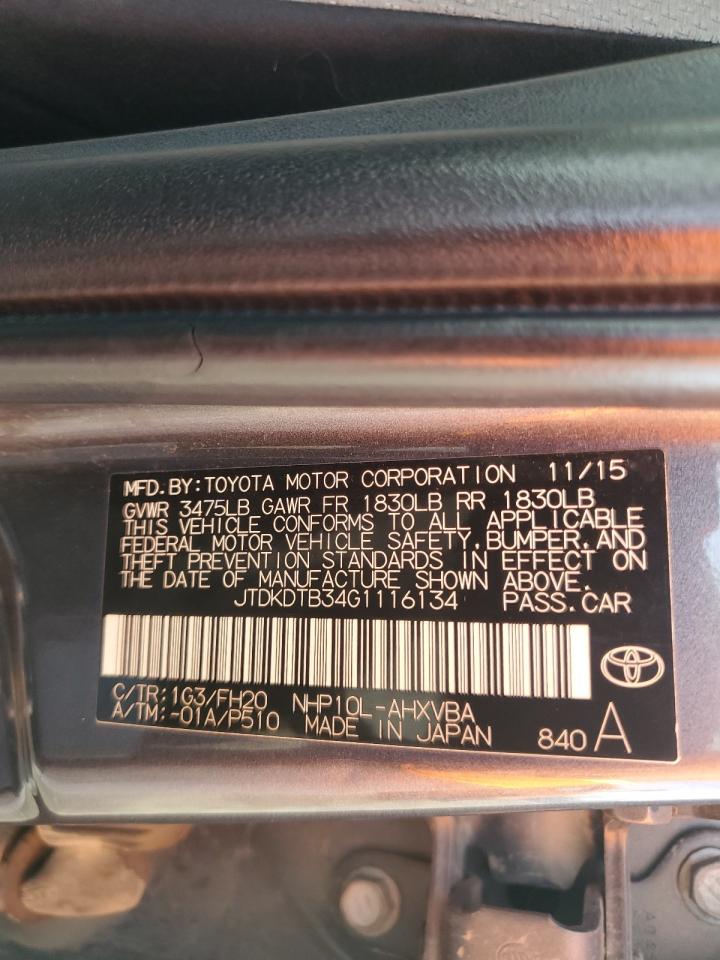 MFD.BY:TOYOTA MOTOR CORPORATION 11/15
GVWR 3475LB GAWR FR 1830LB RR 1830LB
THIS VEHICLE CONFORMS TO ALL APPLICABLE
FEDERAL MOTOR VEHICLE SAFETY,BUMPER,AND
THEFT PREVENTION STANDARDS IN EFFECT ON
THE DATE OF MANUFACTURE SHOWN ABOVE.
JTDKDTB34G1116134 PASS.CAR
C/TR:1G3/FH20 NHP10L-AHXVBA
A/TM:-01A/P510 MADE IN JAPAN 840 A